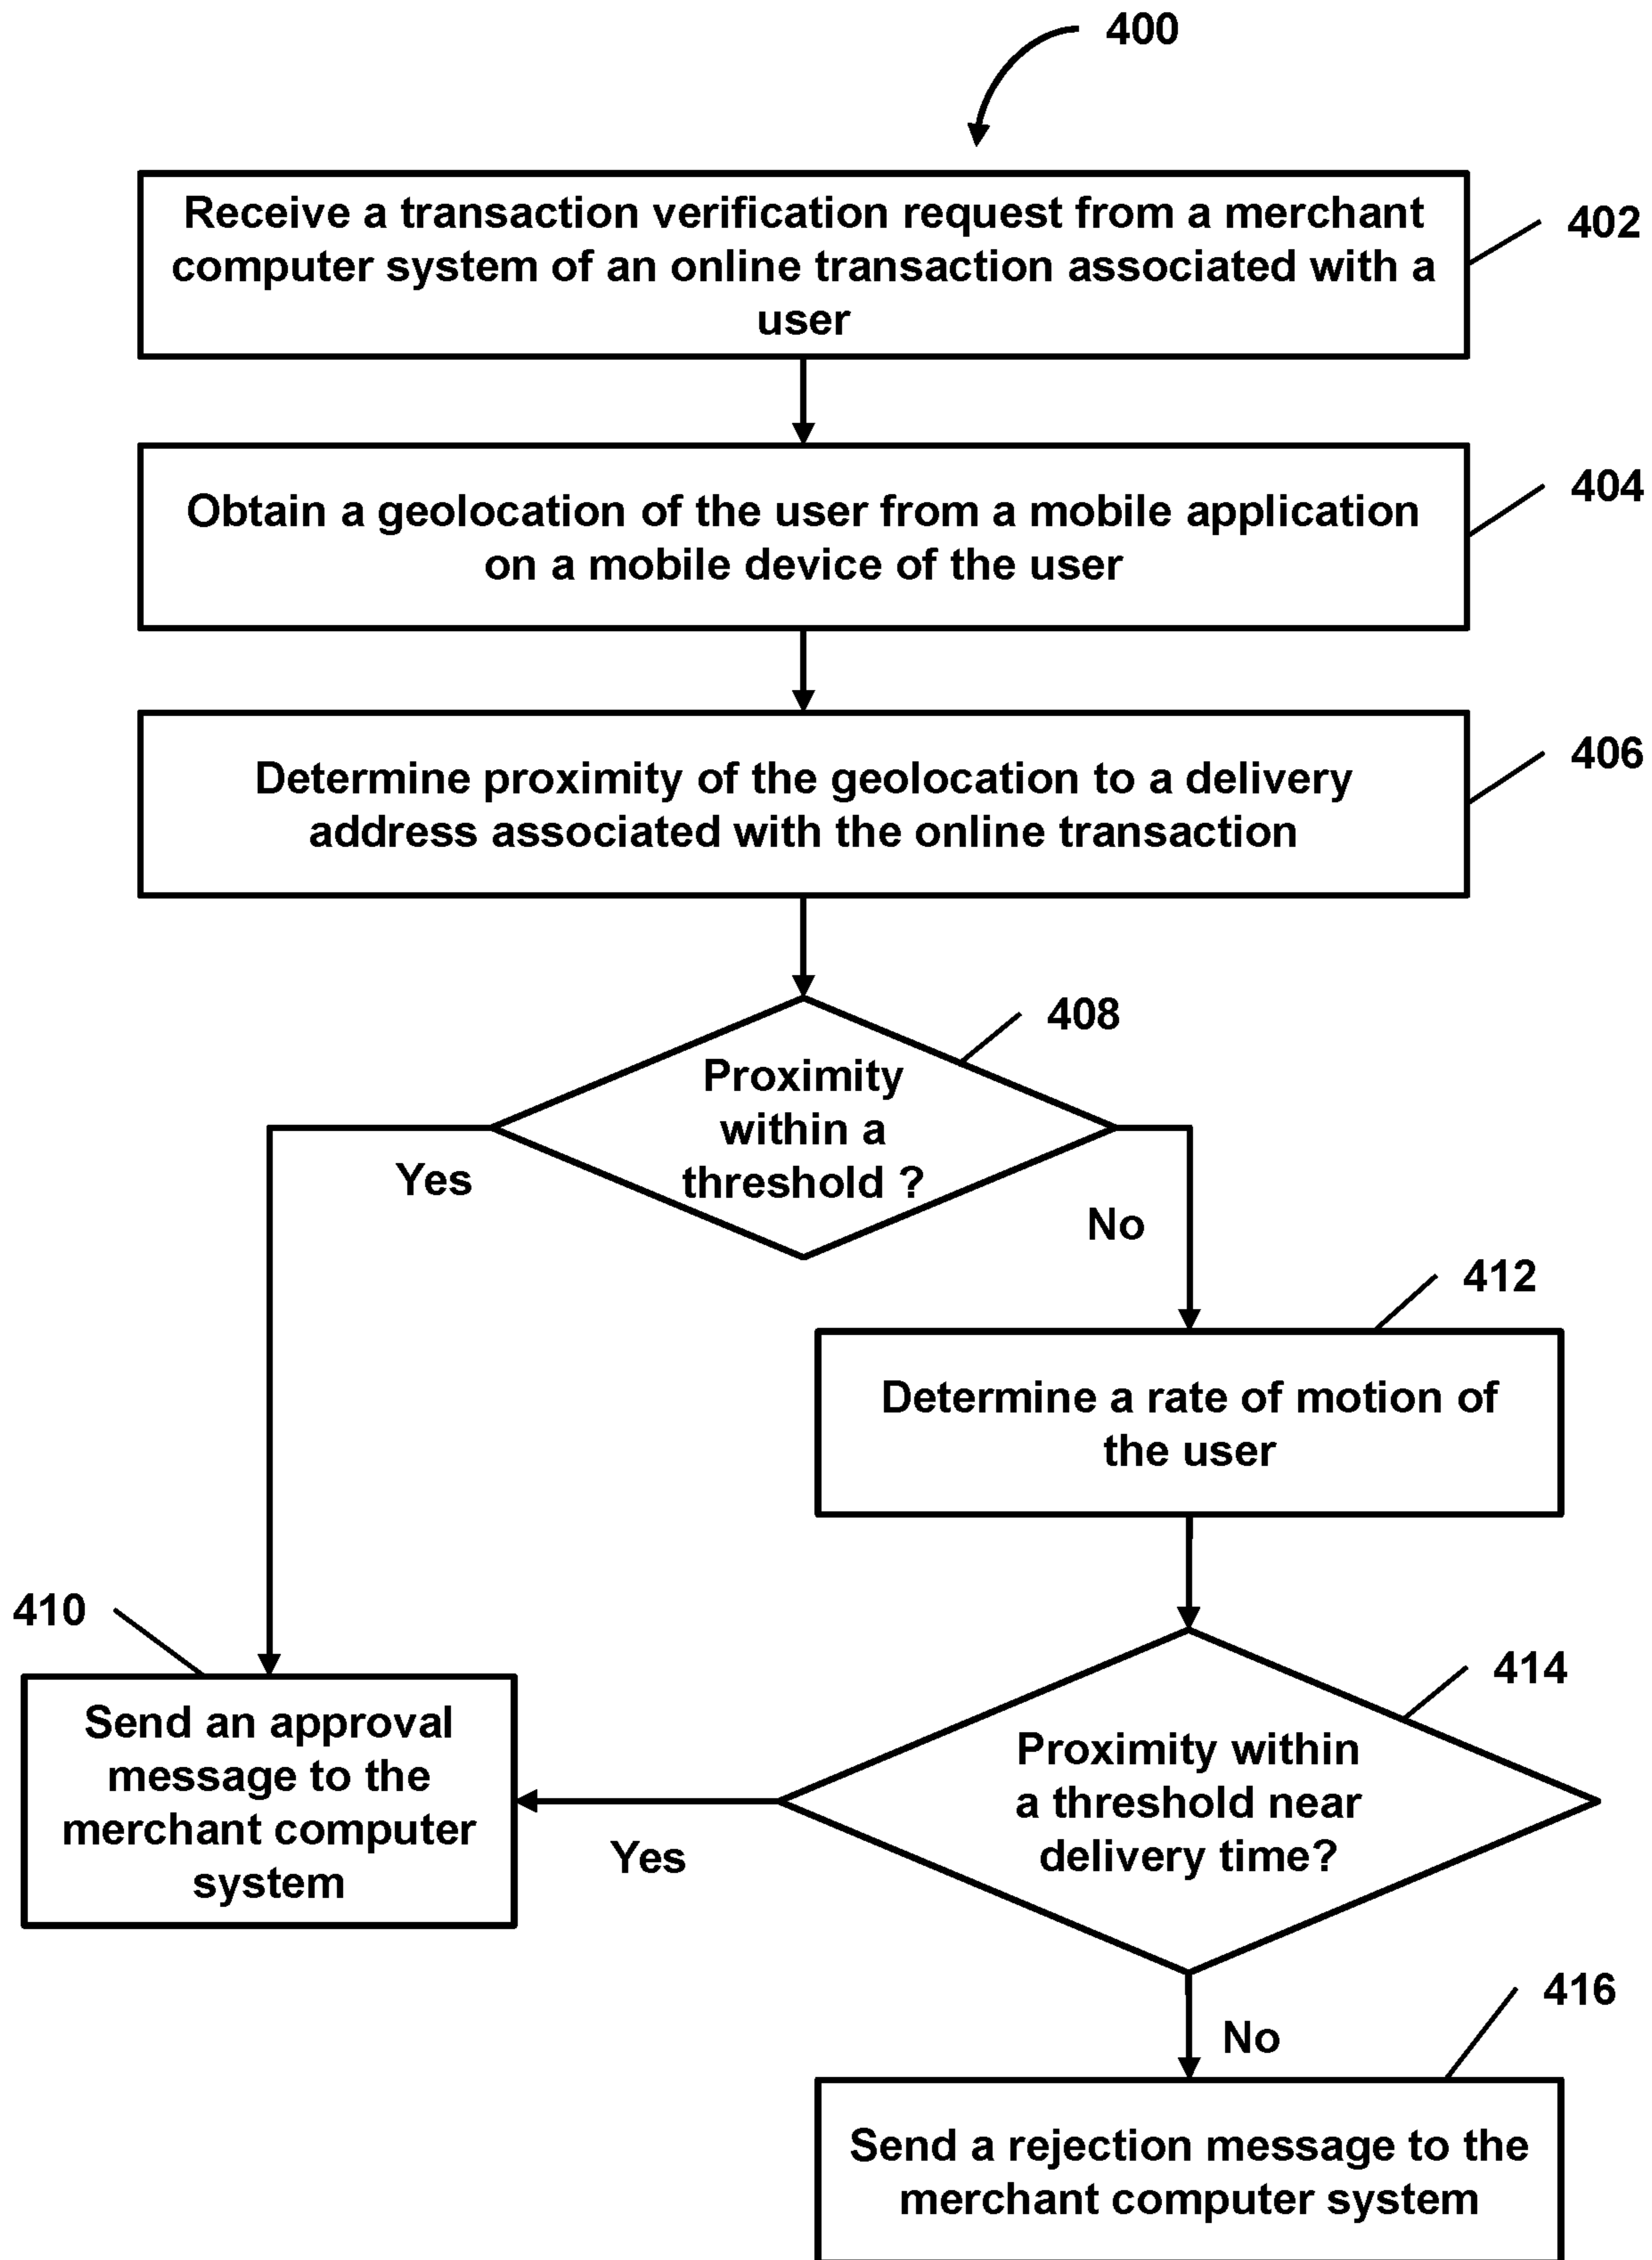 400
Receive a transaction verification request from a merchant
computer system of an online transaction associated with a
user
402
Obtain a geolocation of the user from a mobile application
on a mobile device of the user
404
Determine proximity of the geolocation to a delivery
address associated with the online transaction
406
408
Proximity
within a
threshold ?
Yes
No
412
Determine a rate of motion of
the user
410
Send an approval
message to the
merchant computer
system
414
Proximity within
a threshold near
delivery time?
Yes
No
416
Send a rejection message to the
merchant computer system